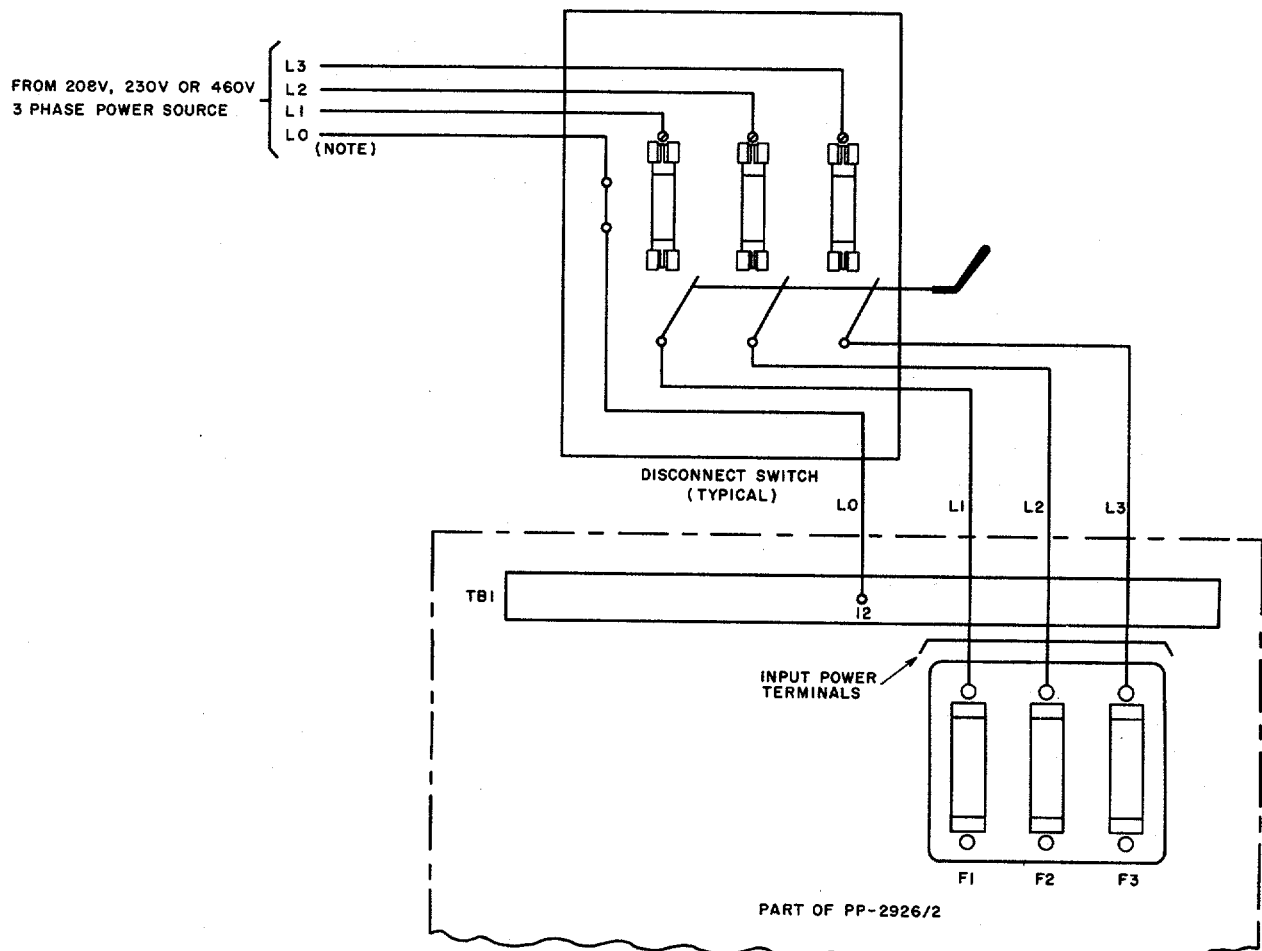 L3
FROM 208V, 230V OR 460V
L2
3 PHASE POWER SOURCE
L1
L0
(NOTE)
DISCONNECT SWITCH
(TYPICAL)
L0
L1
L2
L3
TB1
12
INPUT POWER
TERMINALS
F1
F2
F3
PART OF PP-2926/2